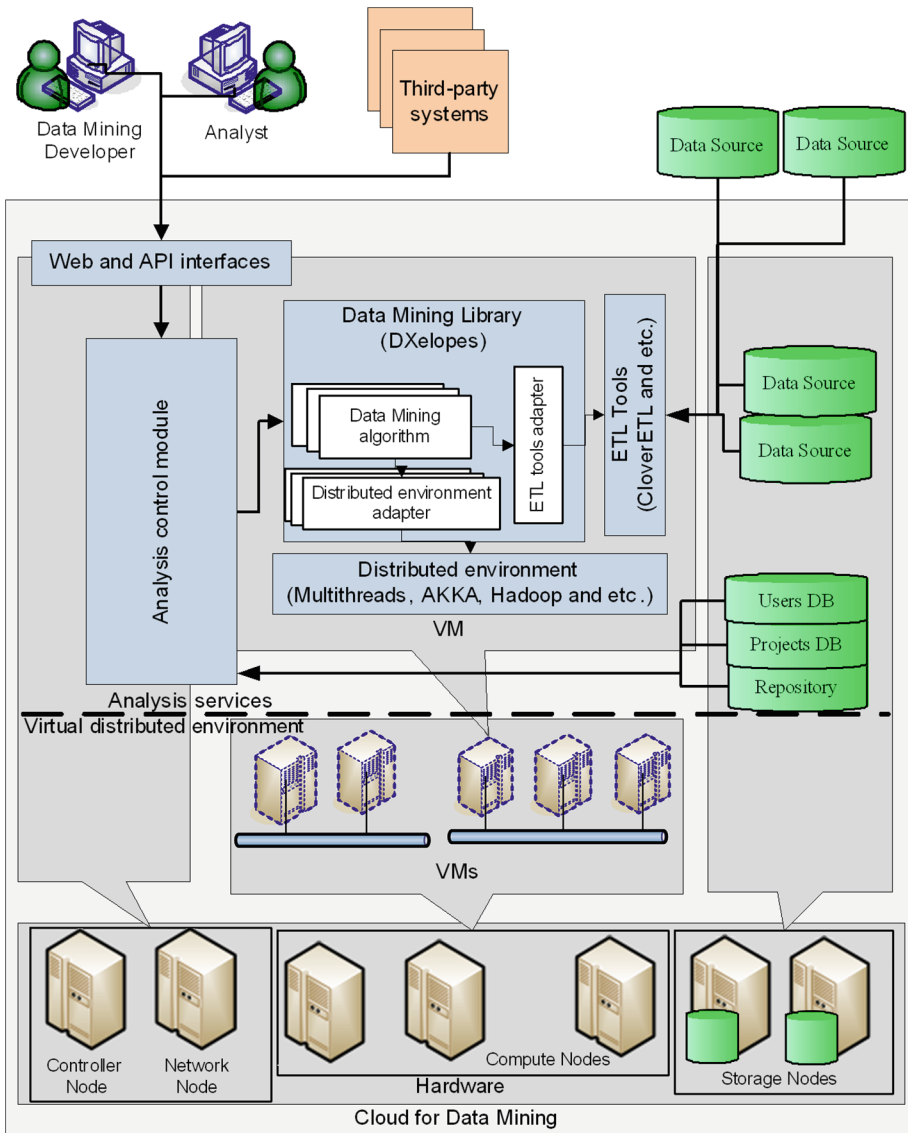 Data Mining
Developer
Analyst
Third-party
systems
Data Source
Data Source
Web and API interfaces
Data Mining Library
(DXelopes)
Data Mining
algorithm
Distributed environment
adapter
ETL tools adapter
ETL Tools
(CloverETL and etc.)
Data Source
Data Source
Analysis control module
Distributed environment
(Multithreads, AKKA, Hadoop and etc.)
VM
Users DB
Projects DB
Repository
Analysis services
Virtual distributed environment
VMs
Controller
Node
Network
Node
Compute Nodes
Hardware
Storage Nodes
Cloud for Data Mining